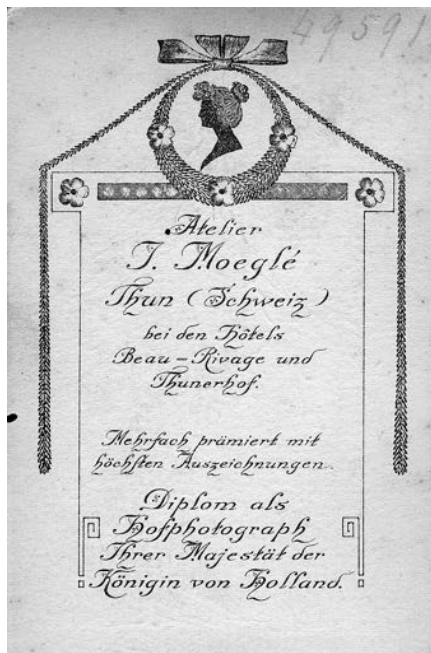 49591
Atelier
J. Moeglé
Thun (Schweiz)
bei den Hôtels
Beau-Rivage und
Thunerhof.
Mehrfach prämiert mit
höchsten Auszeichnungen.
Diplom als
Hofphotograph
Ihrer Majestät der
Königin von Holland.